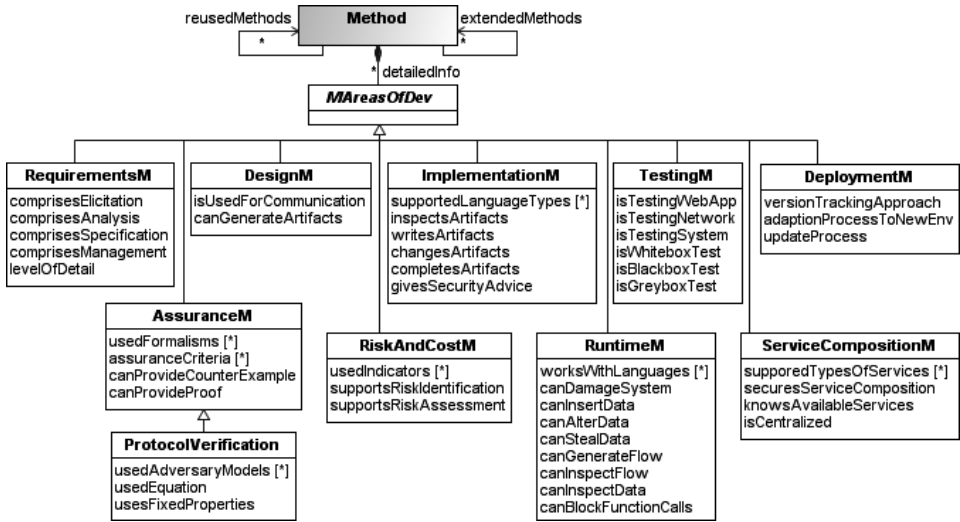 reusedMethods
Method
extendedMethods
*
*
* detailedInfo
MAreasOfDev
RequirementsM
comprisesElicitation
comprisesAnalysis
comprisesSpecification
comprisesManagement
levelOfDetail
DesignM
isUsedForCommunication
canGenerateArtifacts
ImplementationM
supportedLanguageTypes [*]
inspectsArtifacts
writesArtifacts
changesArtifacts
completesArtifacts
givesSecurityAdvice
TestingM
isTestingWebApp
isTestingNetwork
isTestingSystem
isWhiteboxTest
isBlackboxTest
isGreyboxTest
DeploymentM
versionTrackingApproach
adaptionProcessToNewEnv
updateProcess
AssuranceM
usedFormalisms [*]
assuranceCriteria [*]
canProvideCounterExample
canProvideProof
RiskAndCostM
usedIndicators [*]
supportsRiskIdentification
supportsRiskAssessment
RuntimeM
worksWithLanguages [*]
canDamageSystem
canInsertData
canAlterData
canStealData
canGenerateFlow
canInspectFlow
canInspectData
canBlockFunctionCalls
ServiceCompositionM
supporedTypesOfServices [*]
securesServiceComposition
knowsAvailableServices
isCentralized
ProtocolVerification
usedAdversaryModels [*]
usedEquation
usesFixedProperties